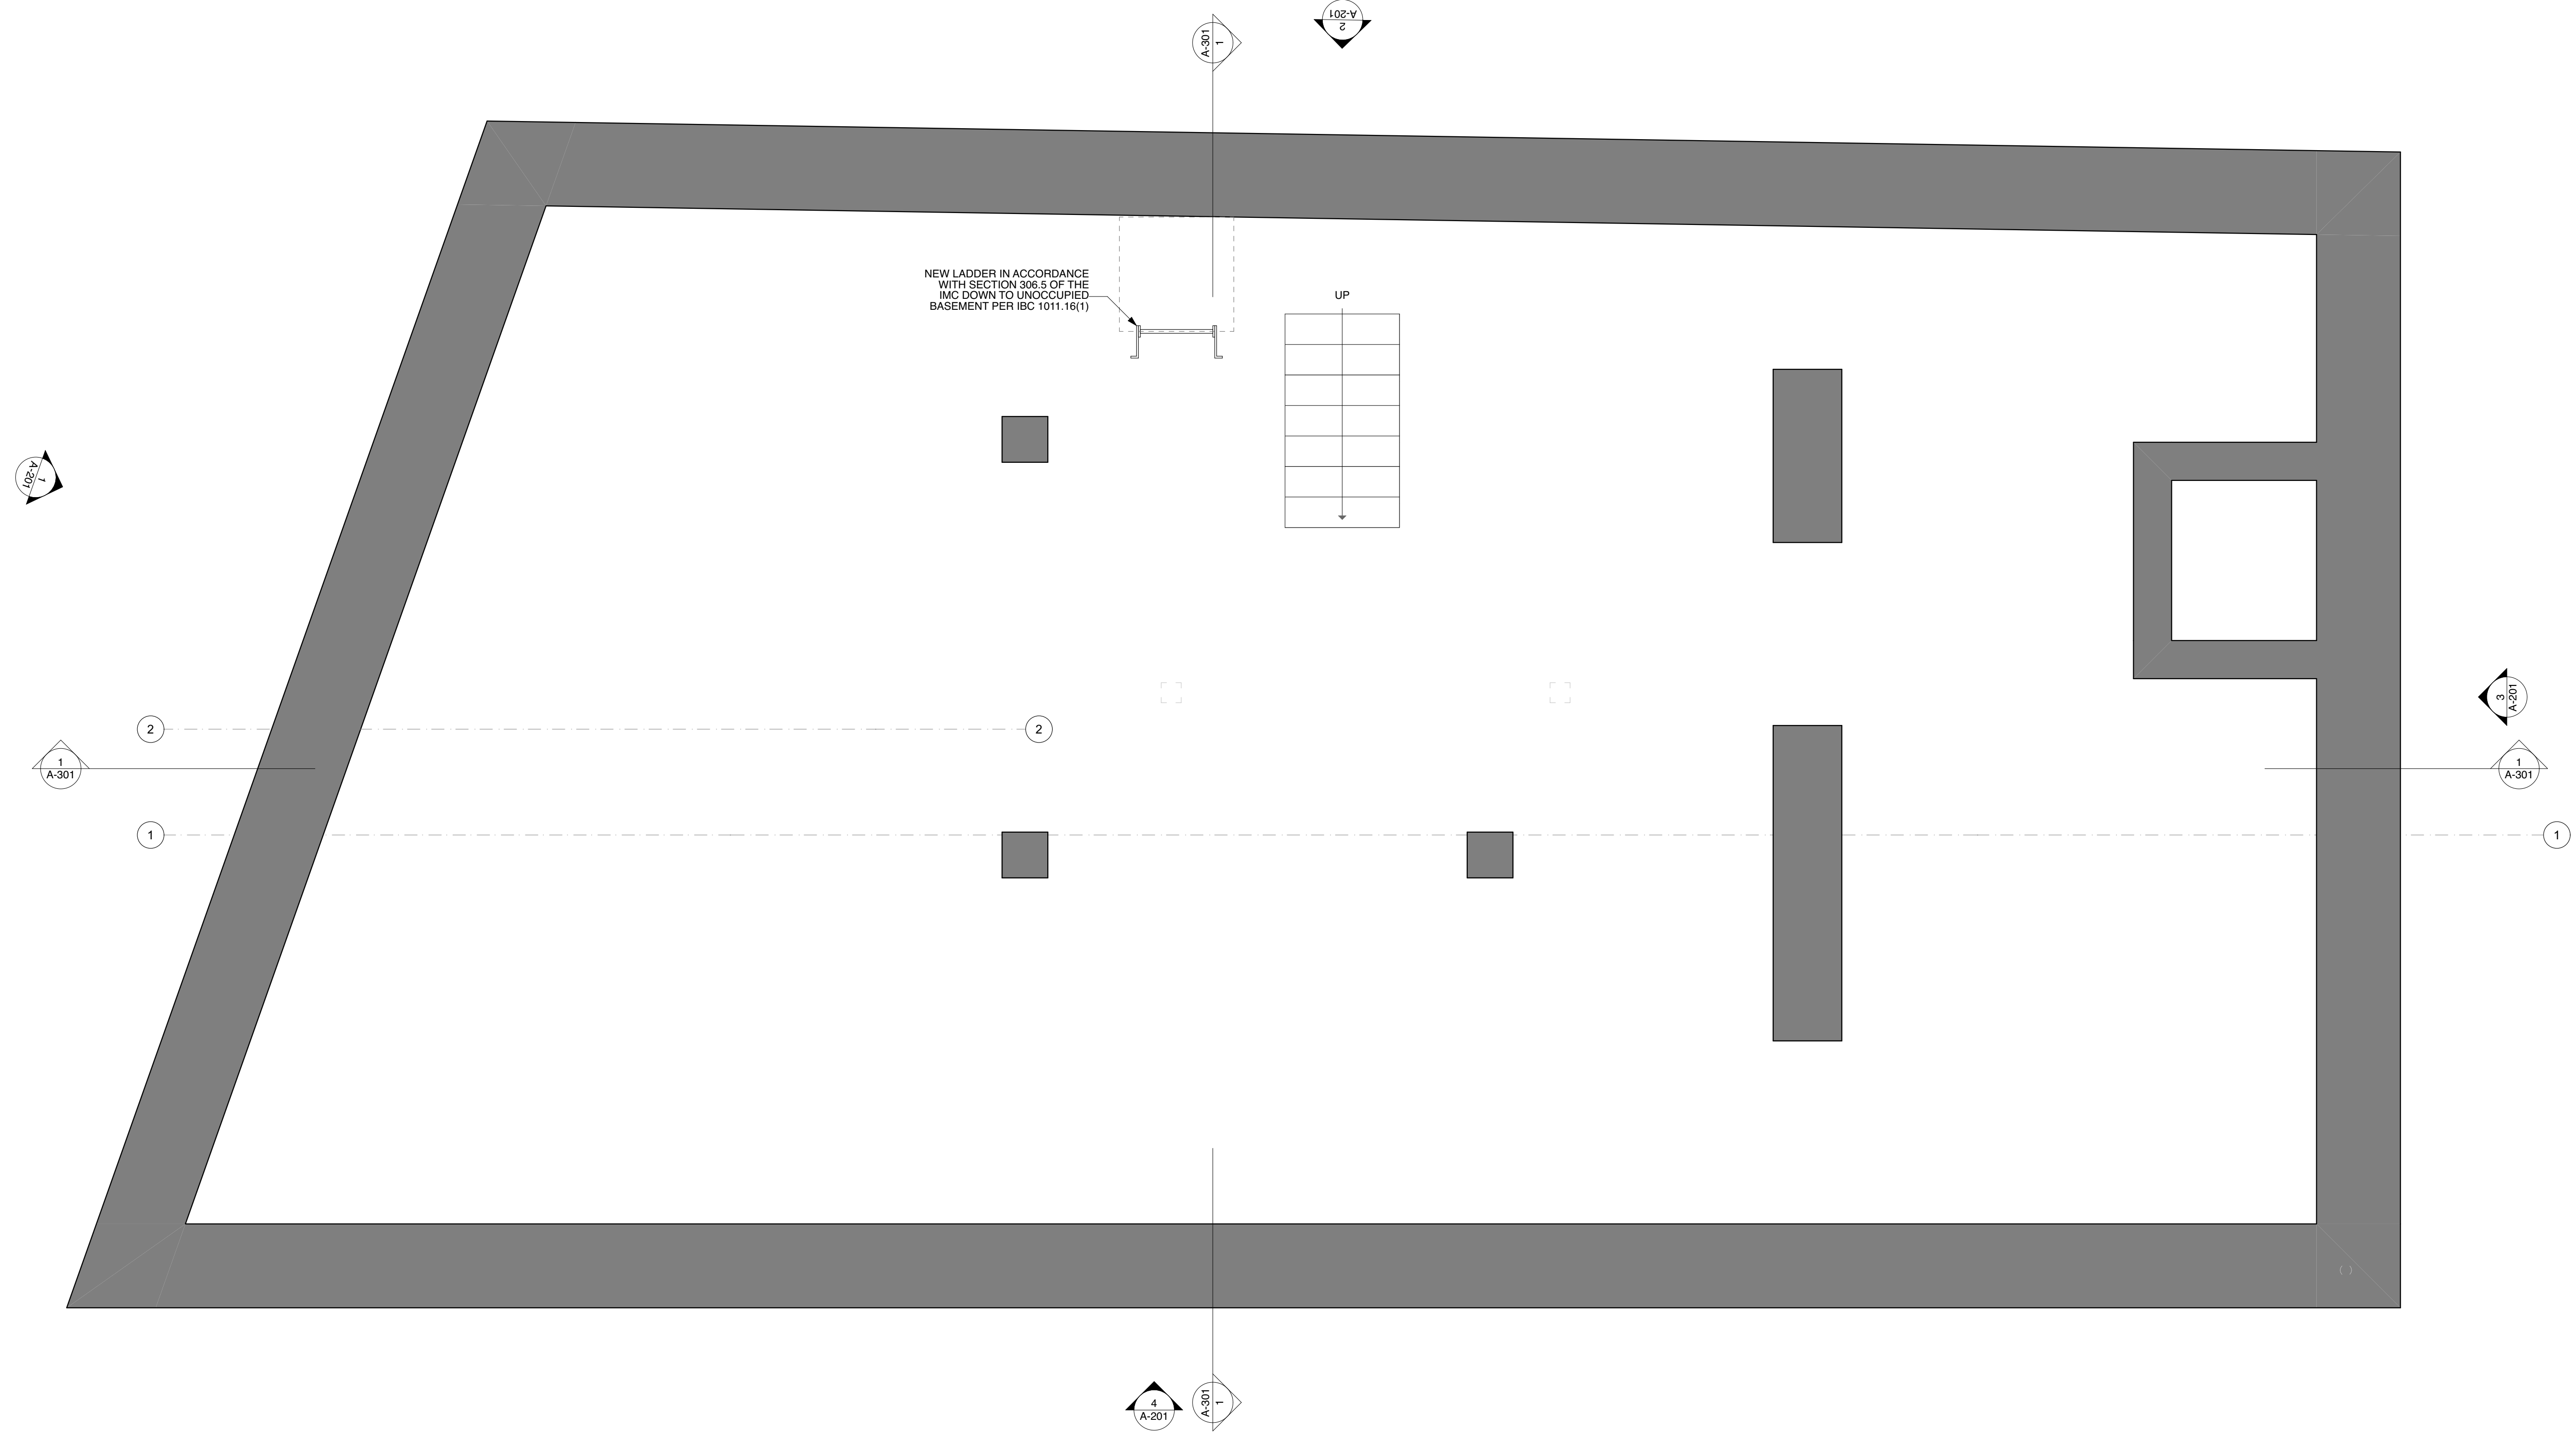 A-201
2
A-301
1
NEW LADDER IN ACCORDANCE
WITH SECTION 306.5 OF THE
IMC DOWN TO UNOCCUPIED
BASEMENT PER IBC 1011.16(1)
UP
1
A-201
3
A-201
2
2
1
A-301
1
A-301
1
1
4
A-201
A-301
1